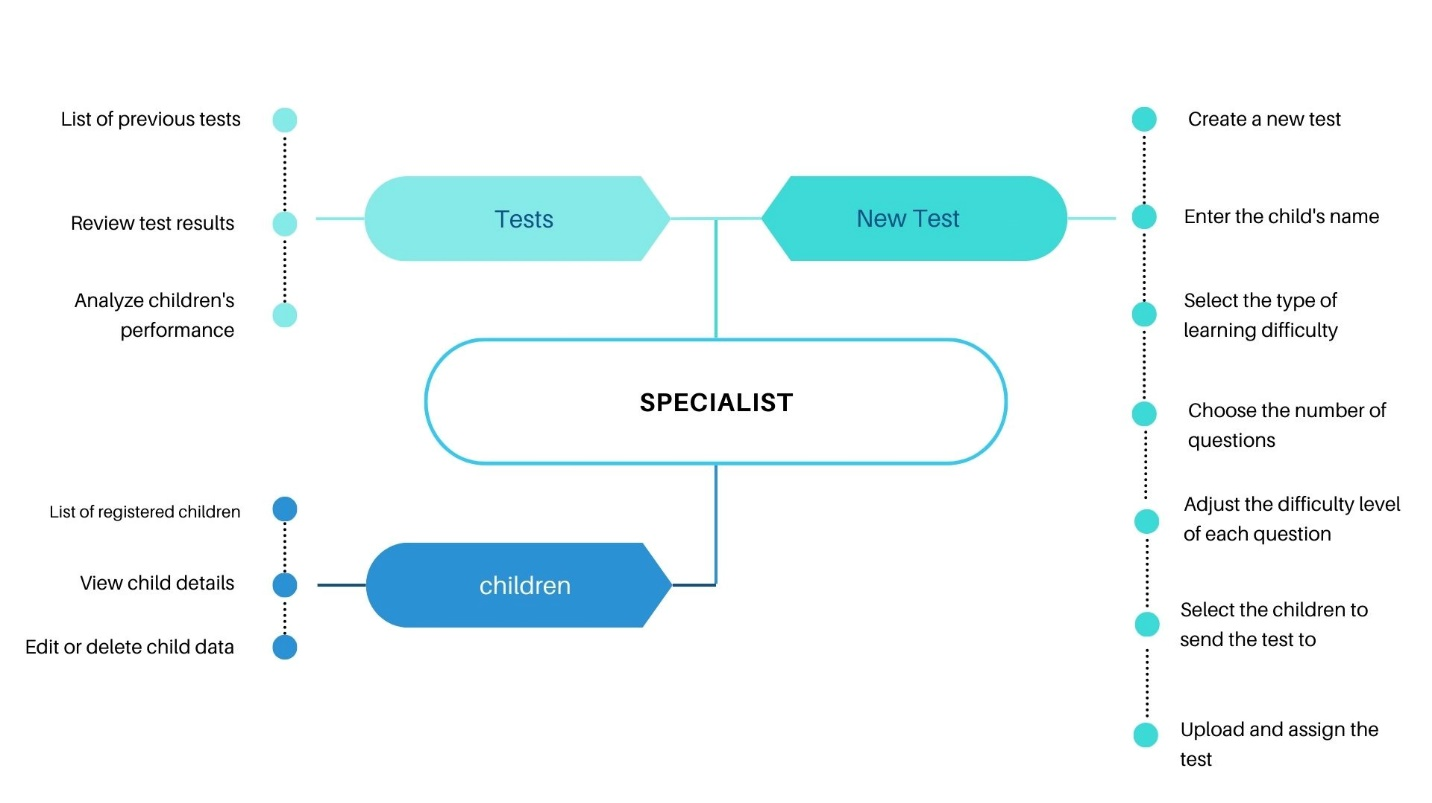 List of previous tests
Review test results
Analyze children's
performance
Tests
New Test
Create a new test
Enter the child's name
Select the type of
learning difficulty
Choose the number of
questions
Adjust the difficulty level
of each question
Select the children to
send the test to
Upload and assign the
test
SPECIALIST
List of registered children
View child details
Edit or delete child data
children